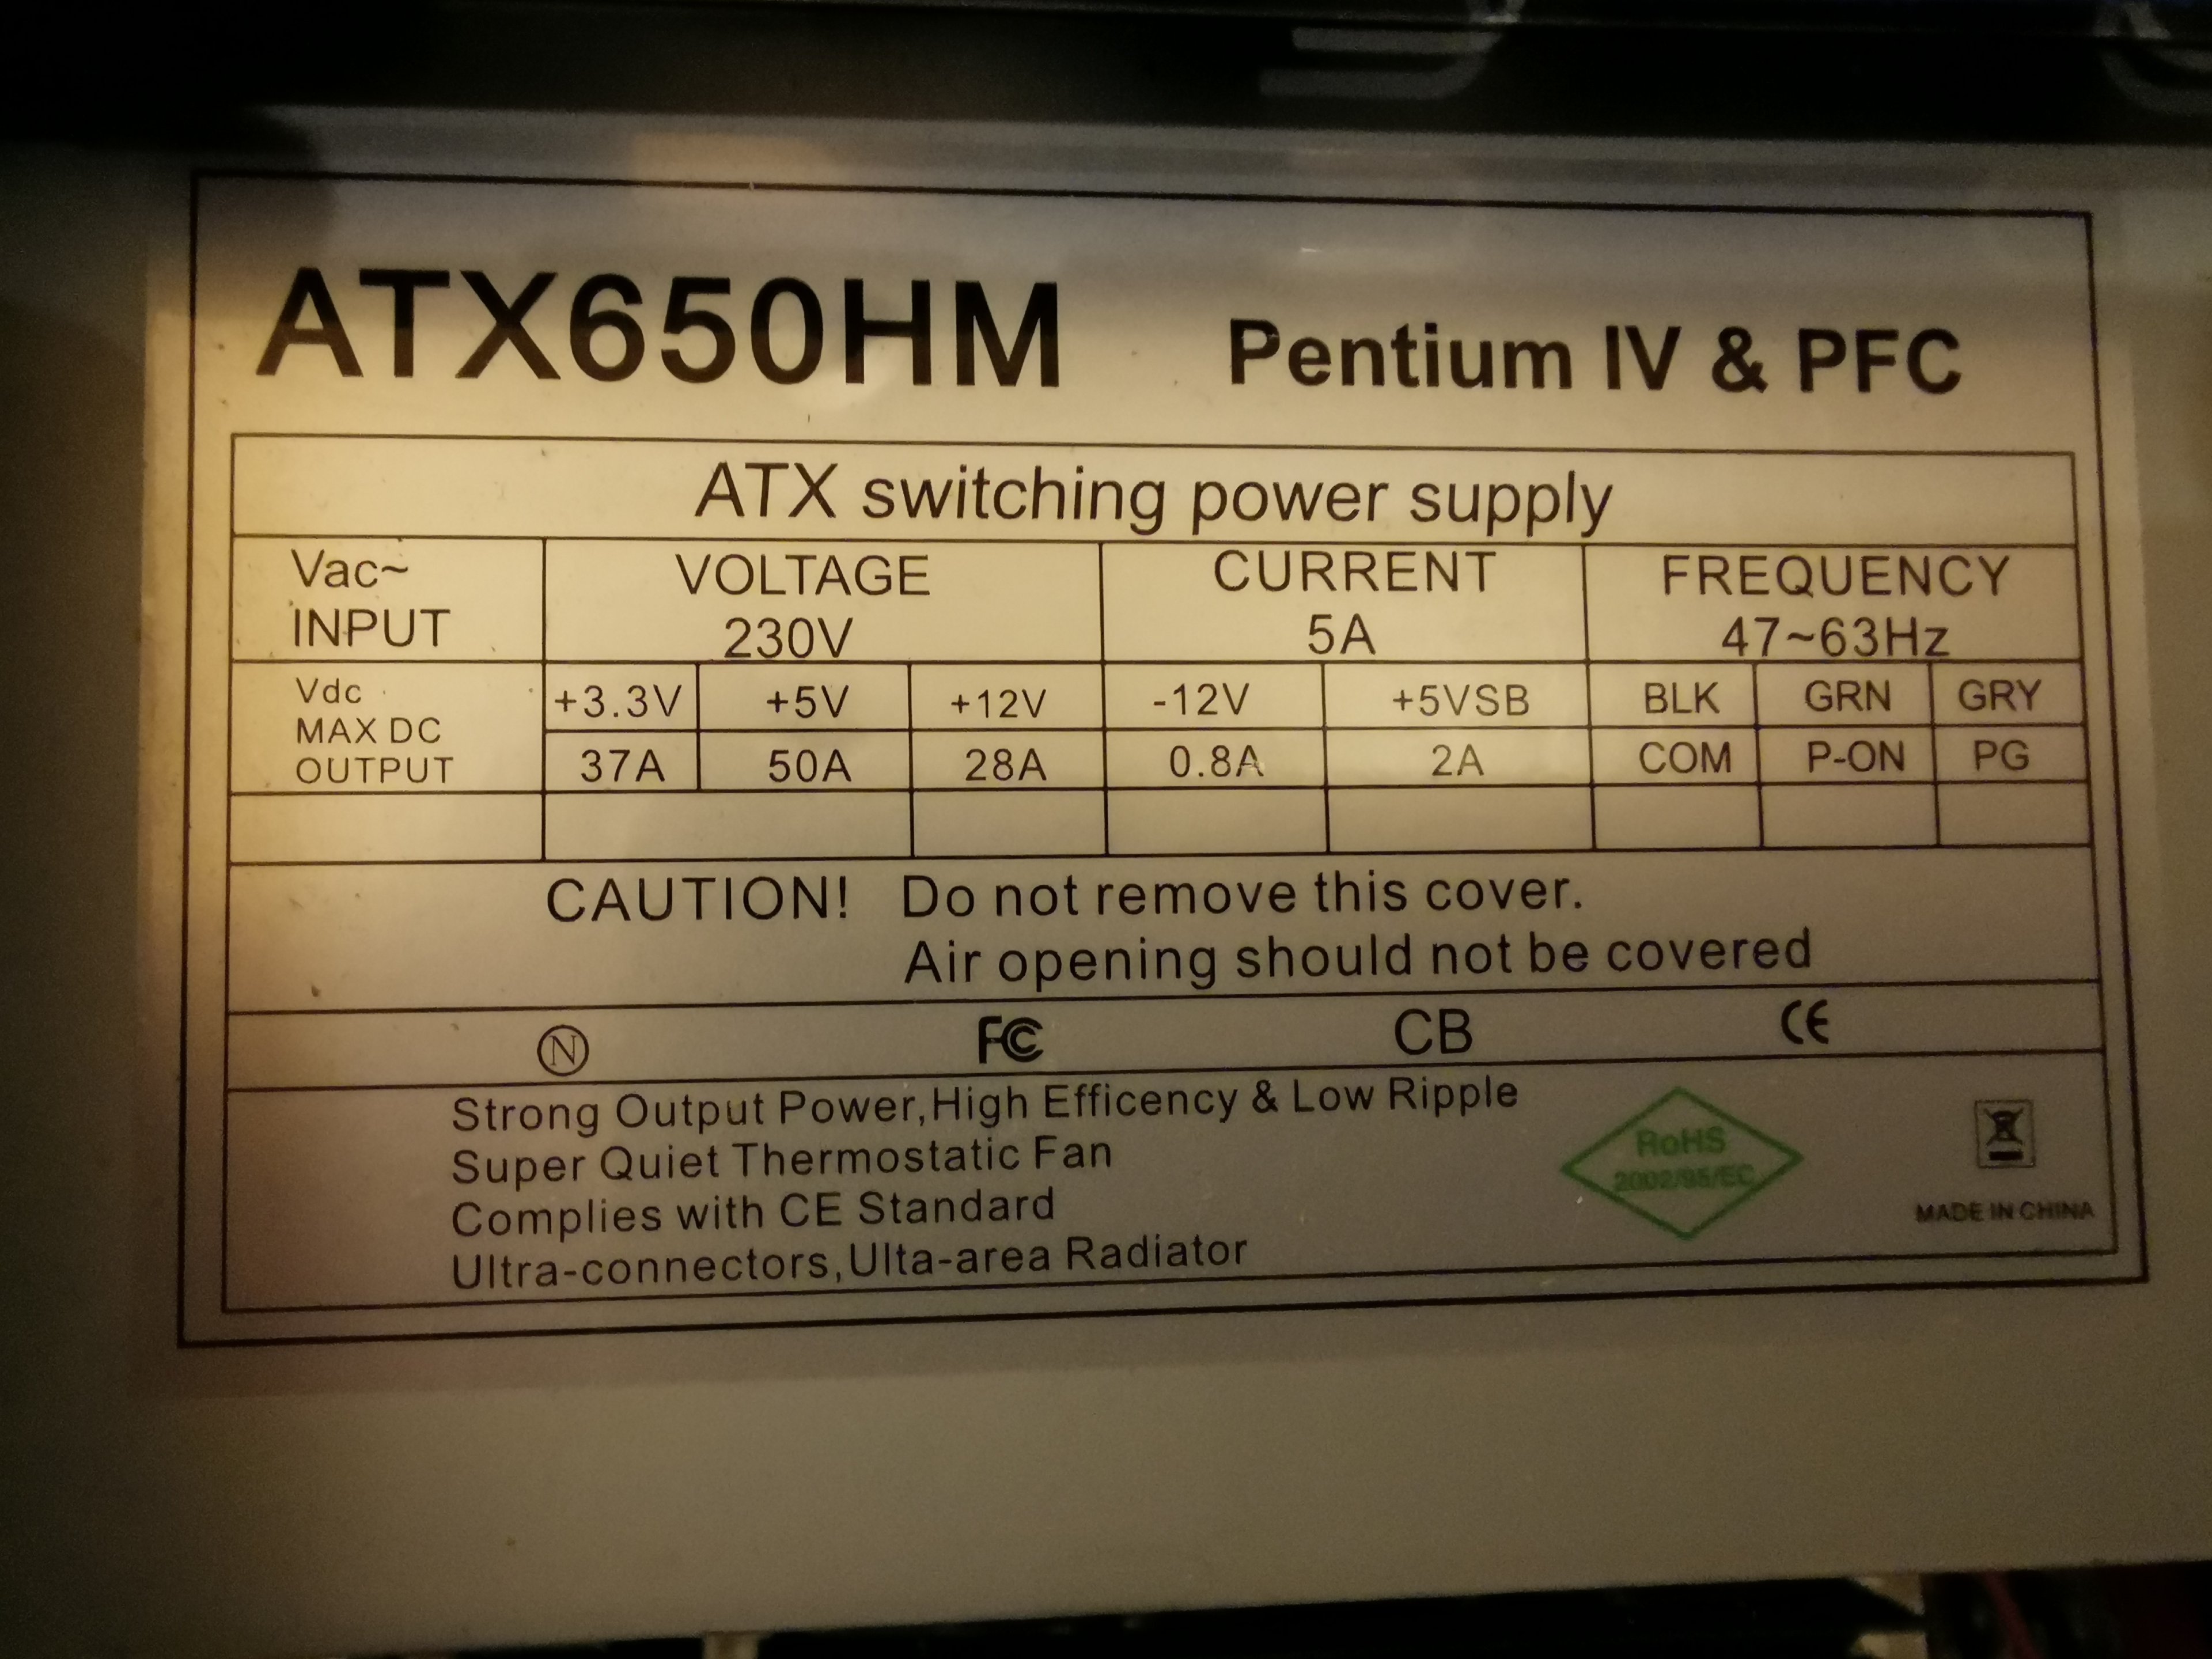 ATX650HM Pentium IV & PFC
ATX switching power supply
Vac~ VOLTAGE CURRENT FREQUENCY
INPUT 230V 5A 47~63Hz
Vdc +3.3V +5V +12V -12V +5VSB BLK GRN GRY
MAX DC
OUTPUT 37A 50A 28A 0.8A 2A COM P-ON PG
CAUTION! Do not remove this cover.
Air opening should not be covered
N FC CB CE
Strong Output Power,High Efficency & Low Ripple
Super Quiet Thermostatic Fan
Complies with CE Standard
Ultra-connectors,Ulta-area Radiator
RoHS
2002/95/EC
MADE IN CHINA